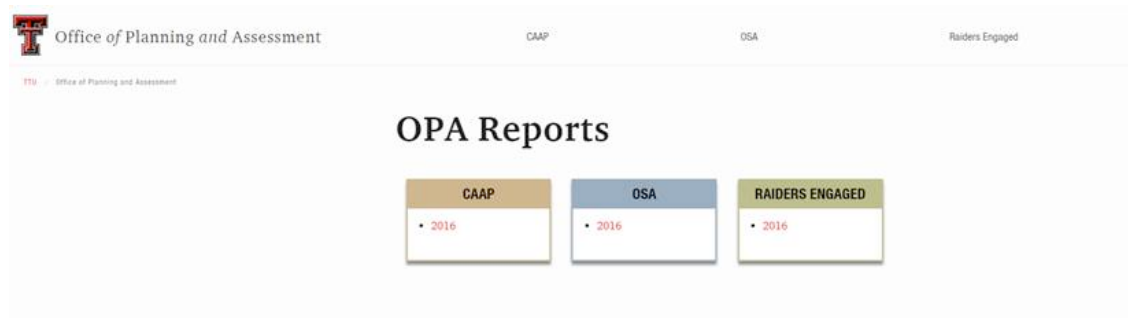 Office of Planning and Assessment
CAAP
OSA
Raiders Engaged
TTU
Office of Planning and Assessment
OPA Reports
CAAP
OSA
RAIDERS ENGAGED
• 2016
• 2016
• 2016